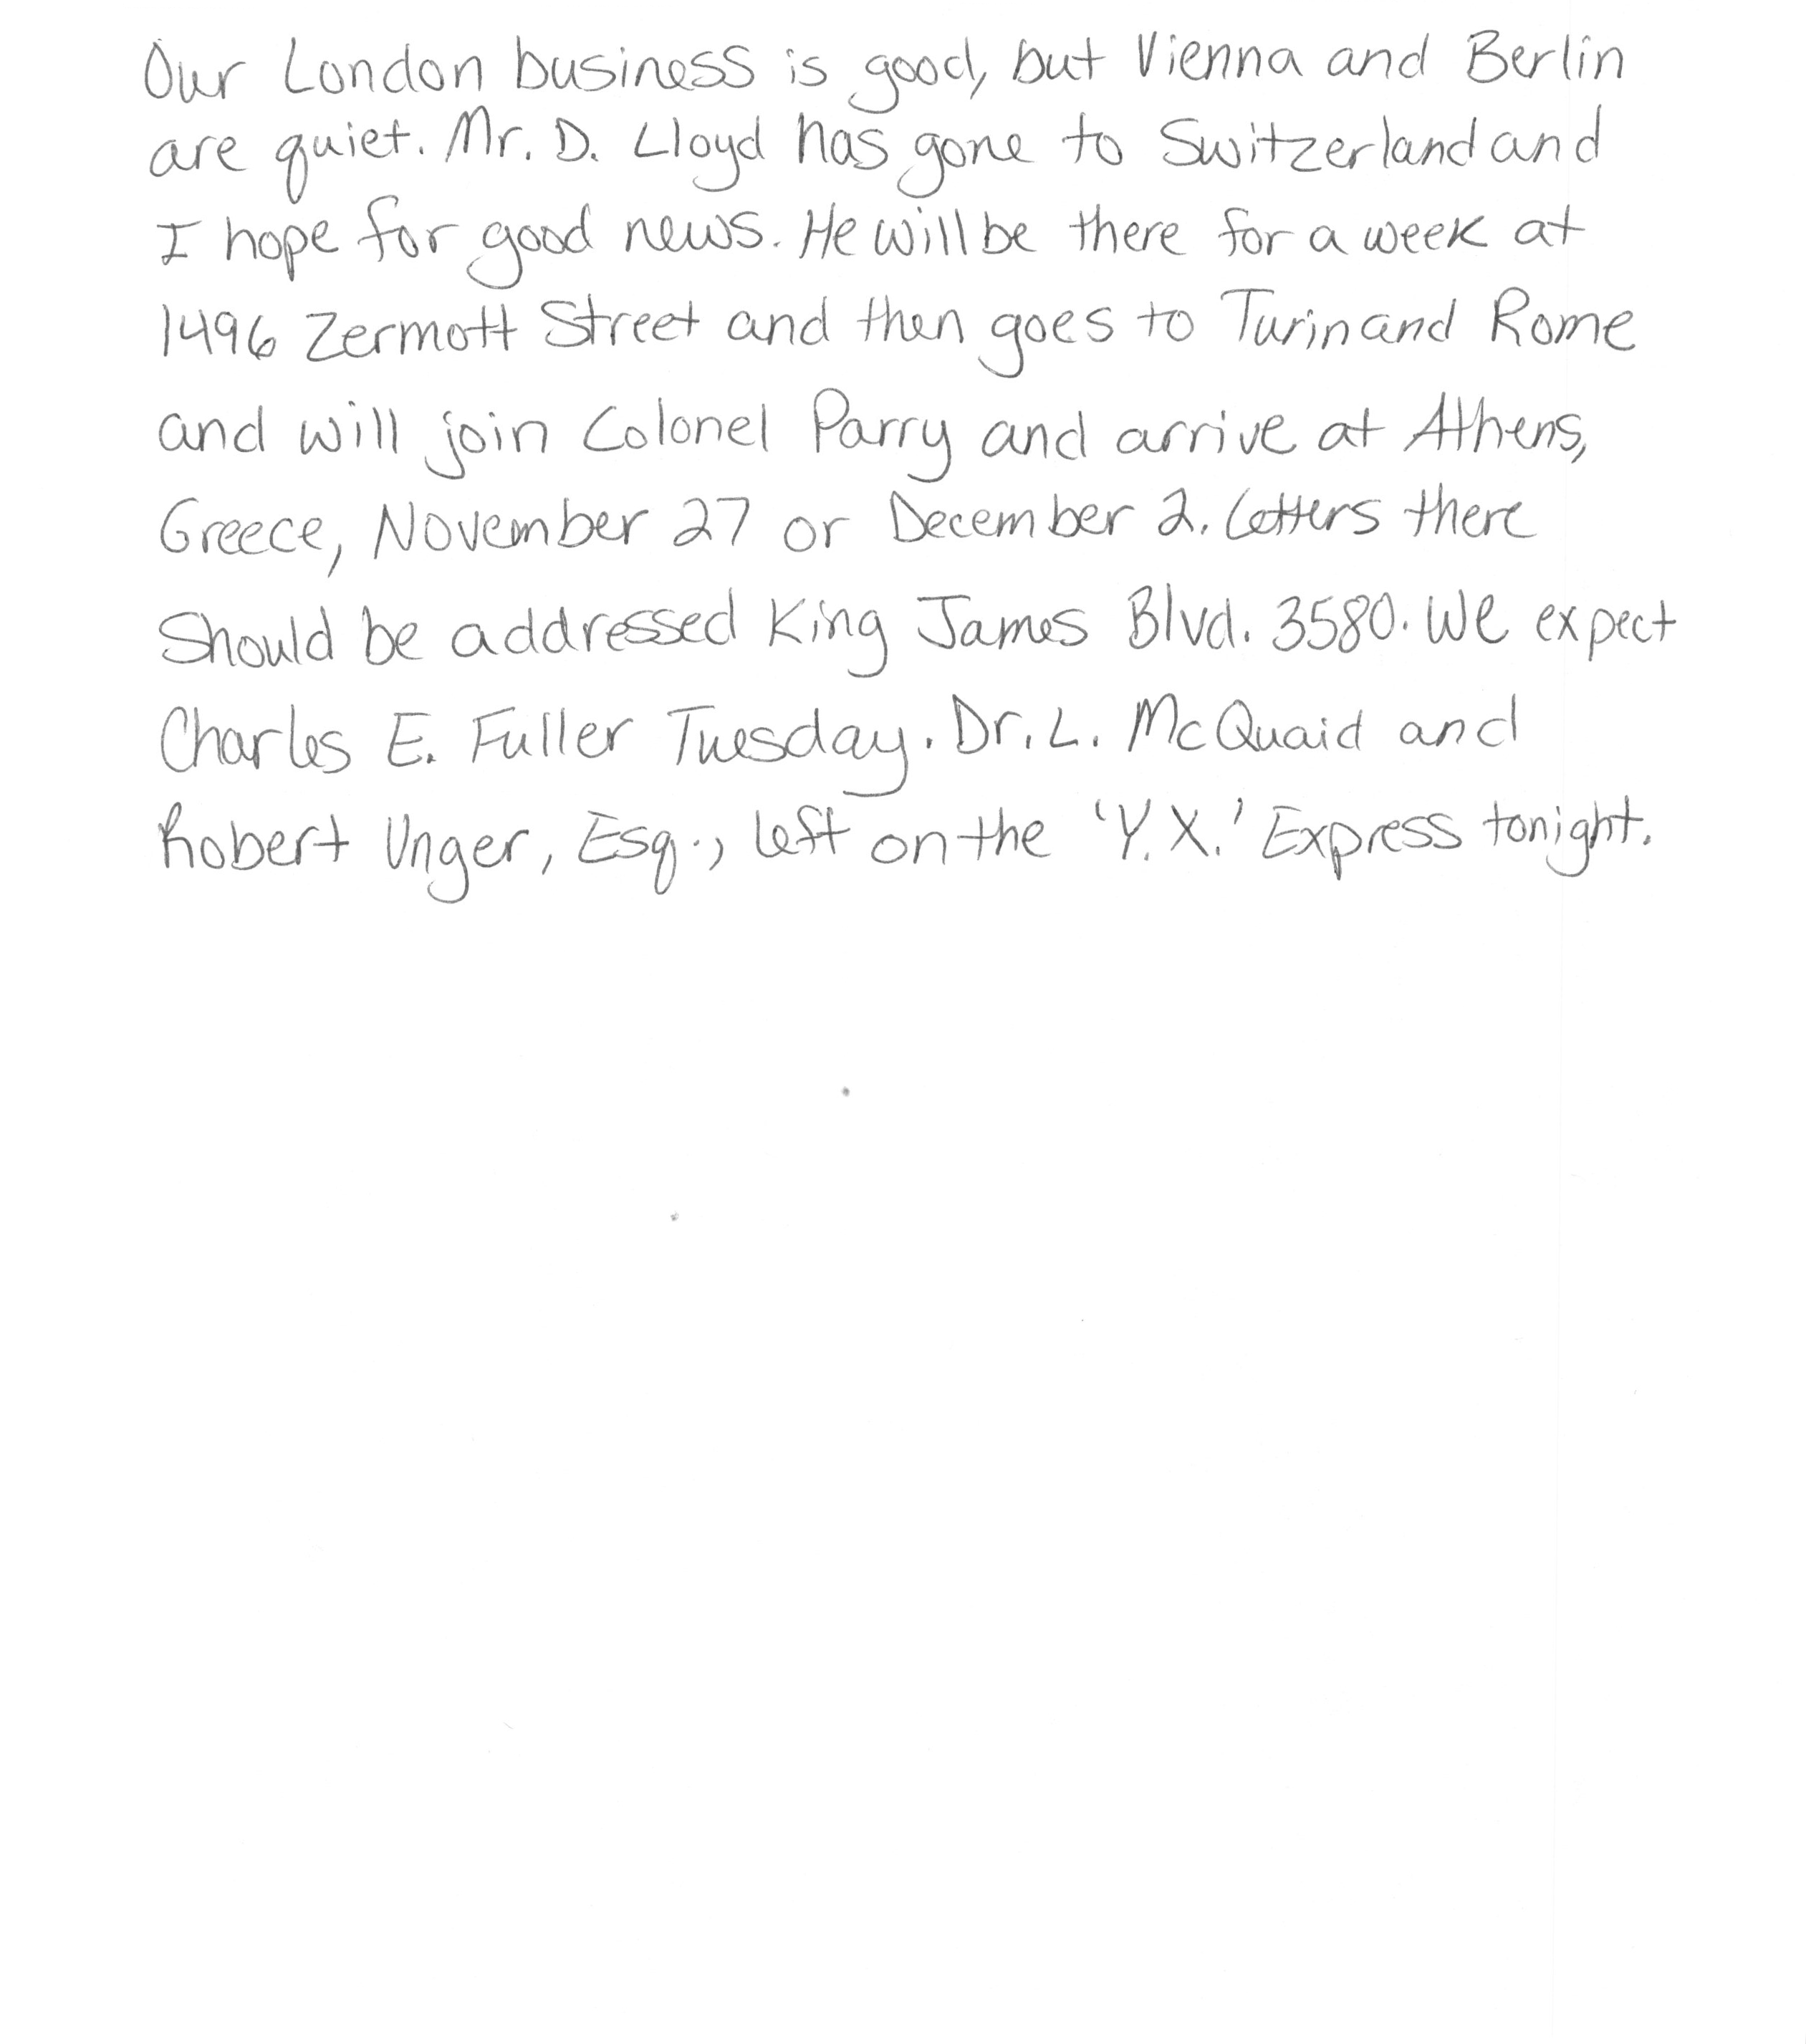 Our London business is good, but Vienna and Berlin
are quiet. Mr. D. Lloyd has gone to Switzerland and
I hope for good news. He will be there for a week at
1496 Zermott Street and then goes to Turin and Rome
and will join Colonel Parry and arrive at Athens,
Greece, November 27 or December 2. Letters there
Should be addressed King James Blvd. 3580. We expect
Charles E. Fuller Tuesday. Dr. L. McQuaid and
Robert Unger, Esq., left on the 'Y.X.' Express tonight.